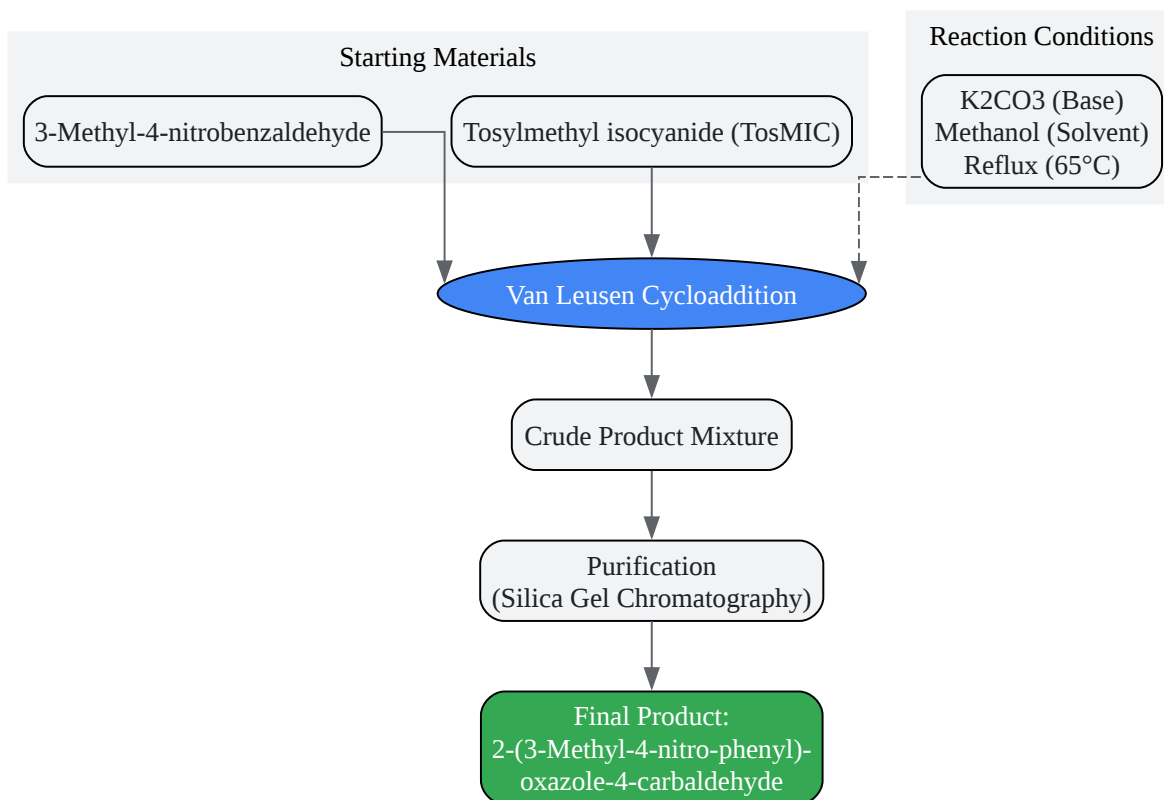 Starting Materials
3-Methyl-4-nitrobenzaldehyde
Tosylmethyl isocyanide (TosMIC)
Reaction Conditions
K2CO3 (Base)
Methanol (Solvent)
Reflux (65°C)
Van Leusen Cycloaddition
Crude Product Mixture
Purification
(Silica Gel Chromatography)
Final Product:
2-(3-Methyl-4-nitro-phenyl)-
oxazole-4-carbaldehyde